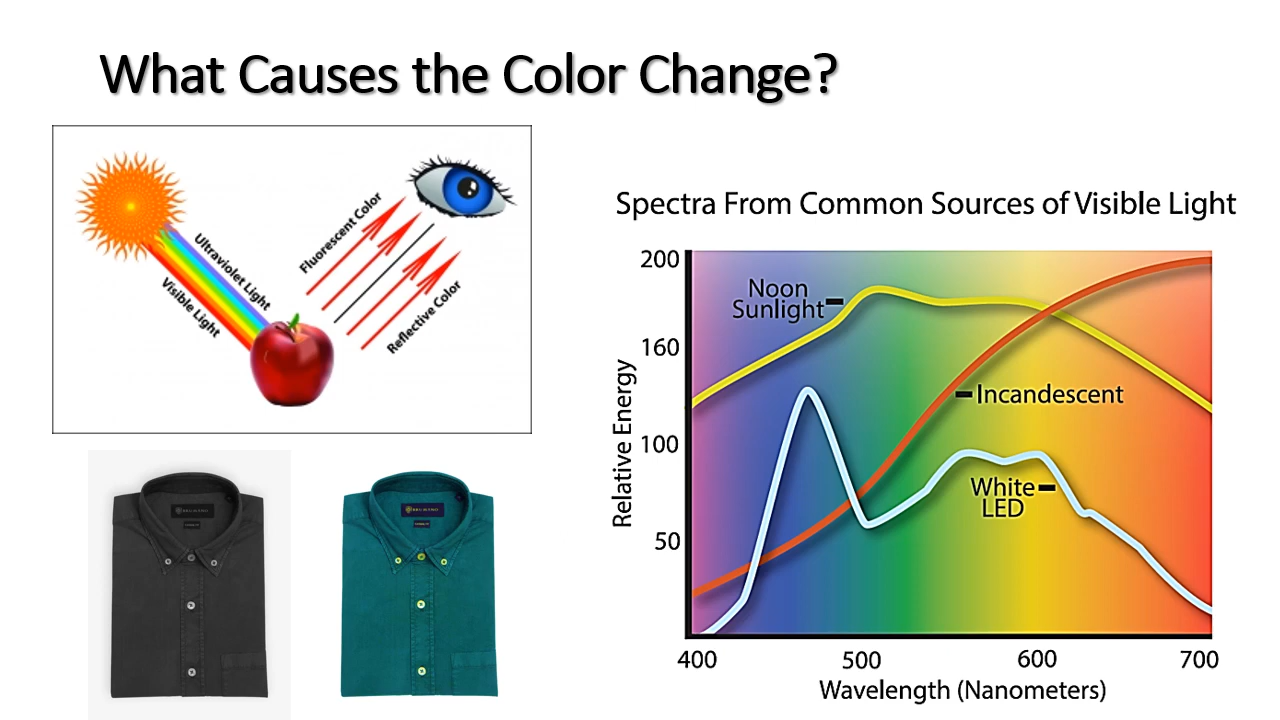 What Causes the Color Change?
Ultraviolet Light
Visible Light
Fluorescent Color
Reflective Color
Spectra From Common Sources of Visible Light
Relative Energy
200
160
100
50
Noon
Sunlight
Incandescent
White
LED
400
500
600
700
Wavelength (Nanometers)